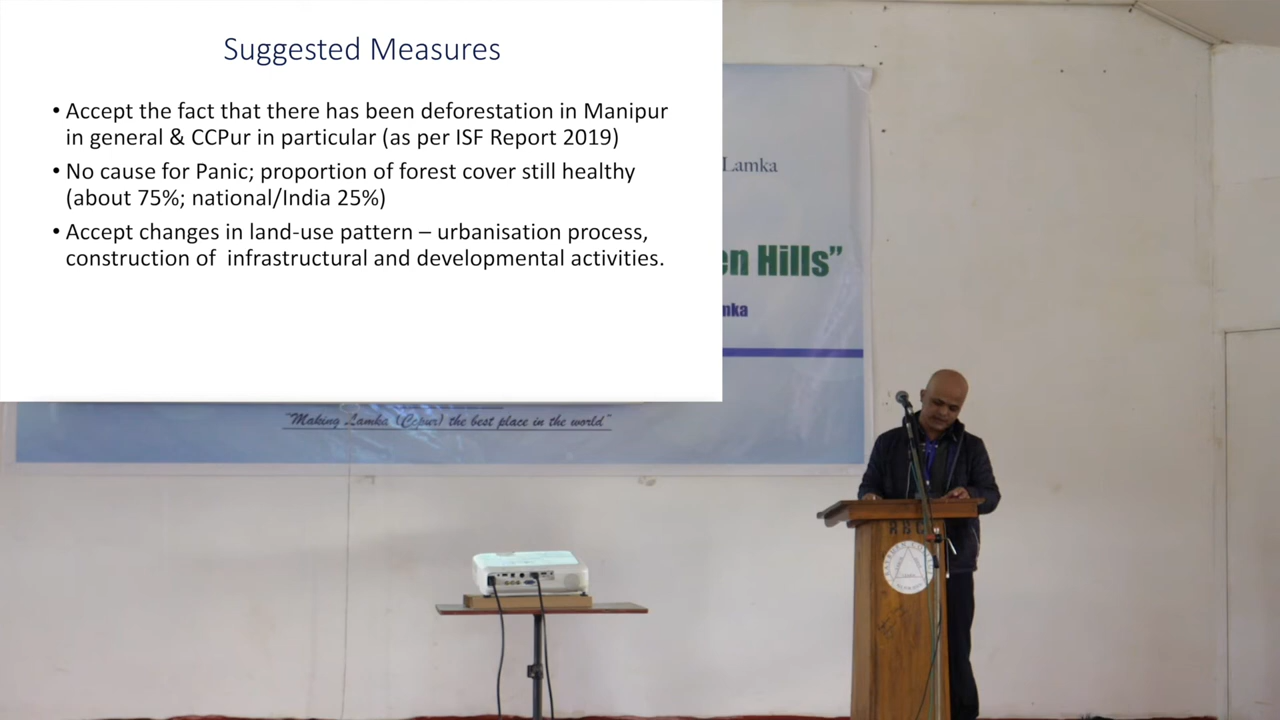 Suggested Measures
• Accept the fact that there has been deforestation in Manipur
in general & CCPur in particular (as per ISF Report 2019)
• No cause for Panic; proportion of forest cover still healthy
(about 75%; national/India 25%)
• Accept changes in land-use pattern – urbanisation process,
construction of  infrastructural and developmental activities.
Lamka
en Hills”
mka
"Making Lamka (Ccpur) the best place in the world"